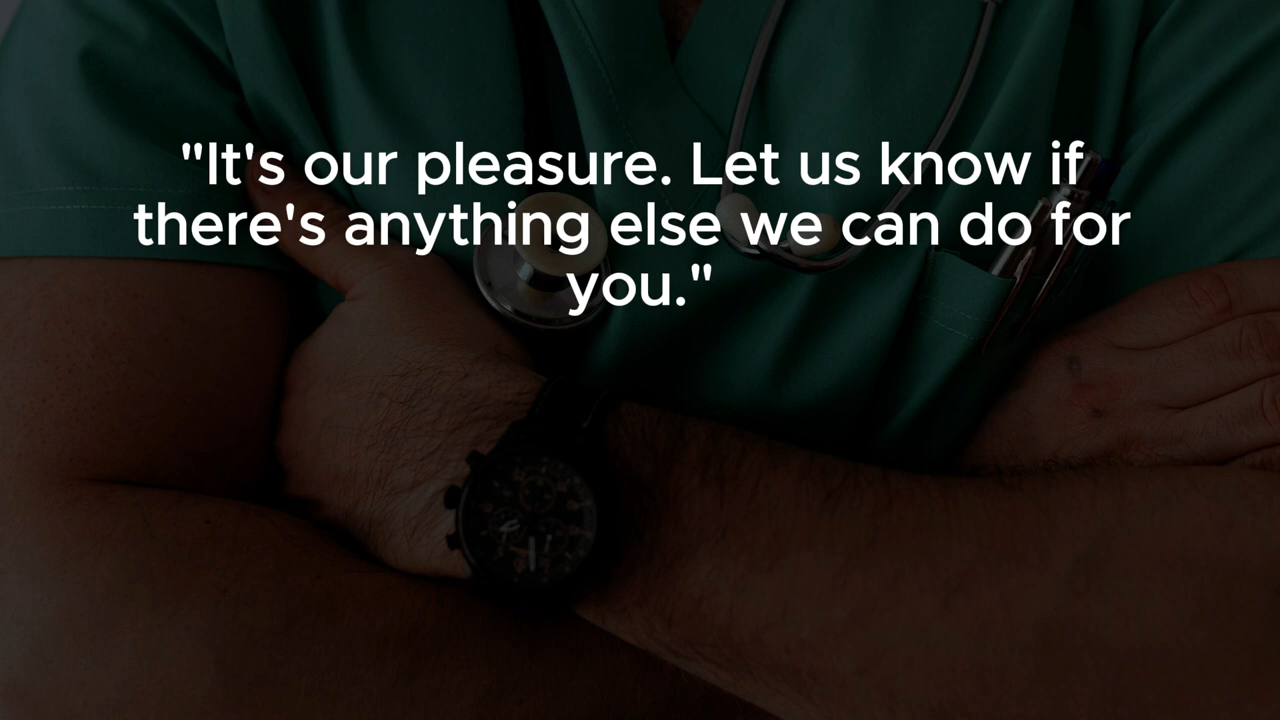 "It's our pleasure. Let us know if
there's anything else we can do for
you."